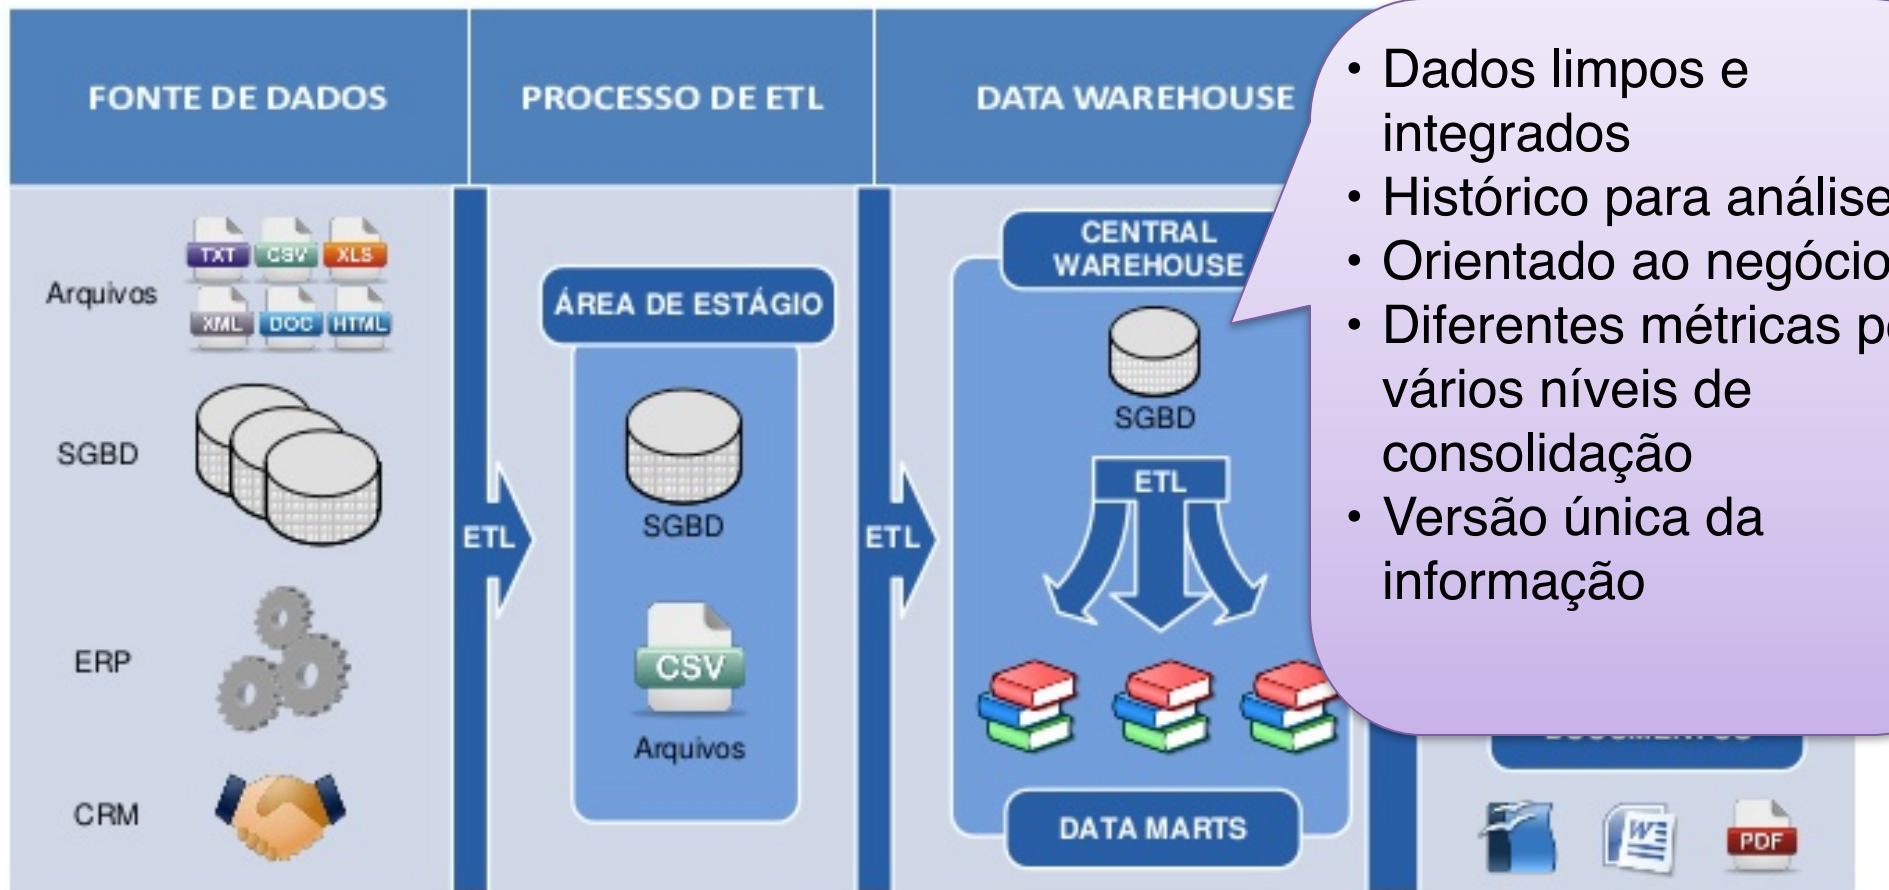 FONTE DE DADOS
PROCESSO DE ETL
DATA WAREHOUSE
Arquivos
TXT
CSV
XLS
XML
DOC
HTML
SGBD
ERP
CRM
ETL
ÁREA DE ESTÁGIO
SGBD
CSV
Arquivos
ETL
CENTRAL
WAREHOUSE
SGBD
ETL
DATA MARTS
• Dados limpos e
integrados
• Histórico para análise
• Orientado ao negócio
• Diferentes métricas
vários níveis de
consolidação
• Versão única da
informação
PDF